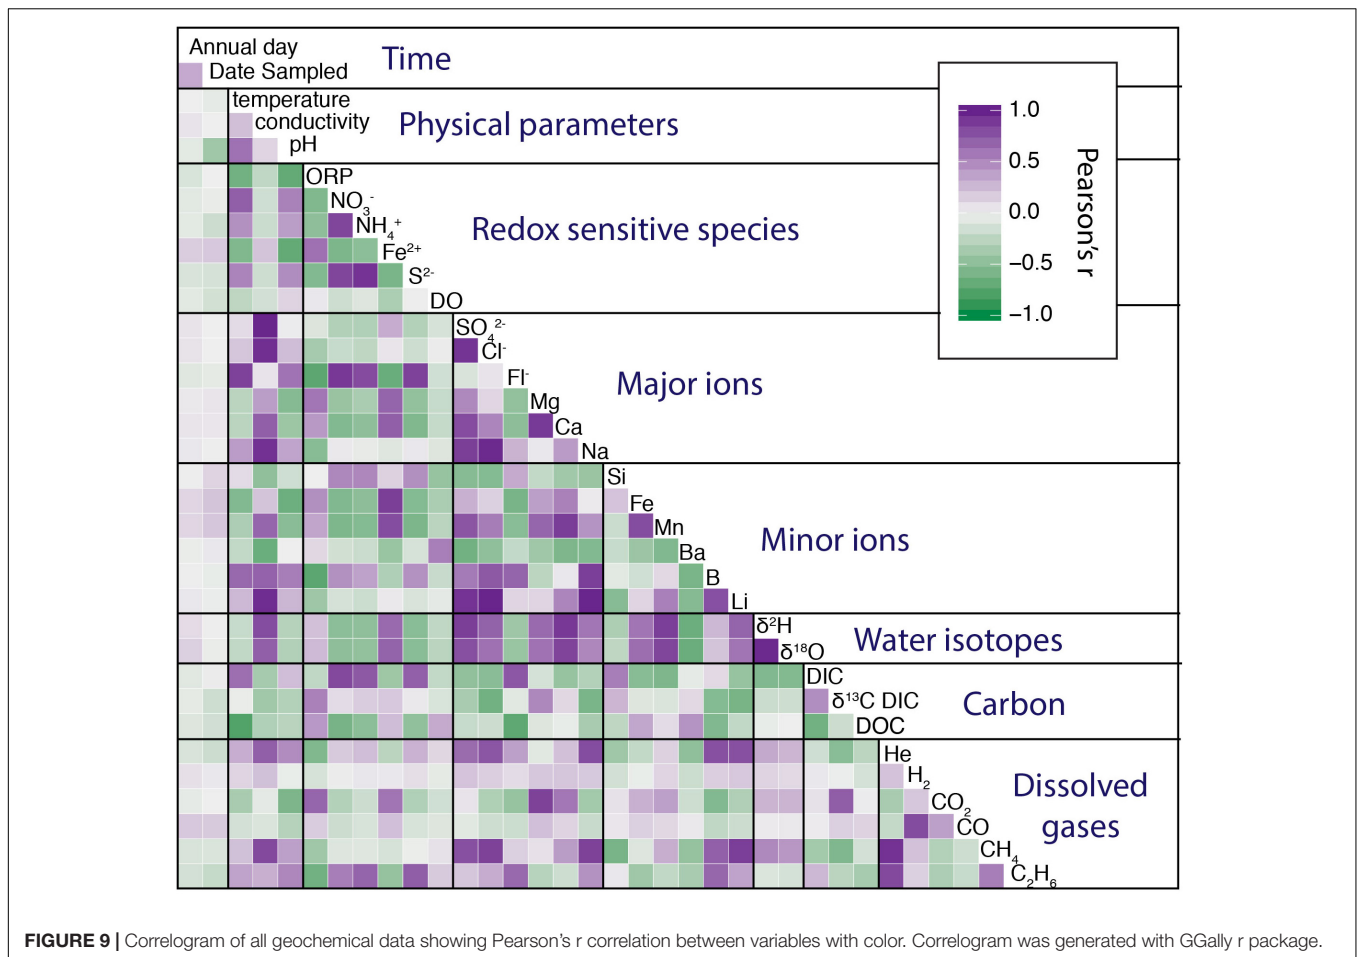 Annual day
Time
Date Sampled
temperature
conductivity
Physical parameters
pH
1.0
0.5
0.0
−0.5
−1.0
Pearson's r
ORP
NO₃⁻
NH₄⁺
Redox sensitive species
Fe²⁺
S²⁻
DO
SO₄²⁻
Cl⁻
Fl⁻
Major ions
Mg
Ca
Na
Si
Fe
Mn
Minor ions
Ba
B
Li
δ²H
Water isotopes
δ¹⁸O
DIC
δ¹³C DIC
Carbon
DOC
He
H₂
Dissolved
gases
CO₂
CO
CH₄
C₂H₆
FIGURE 9 | Correlogram of all geochemical data showing Pearson's r correlation between variables with color. Correlogram was generated with GGally r package.